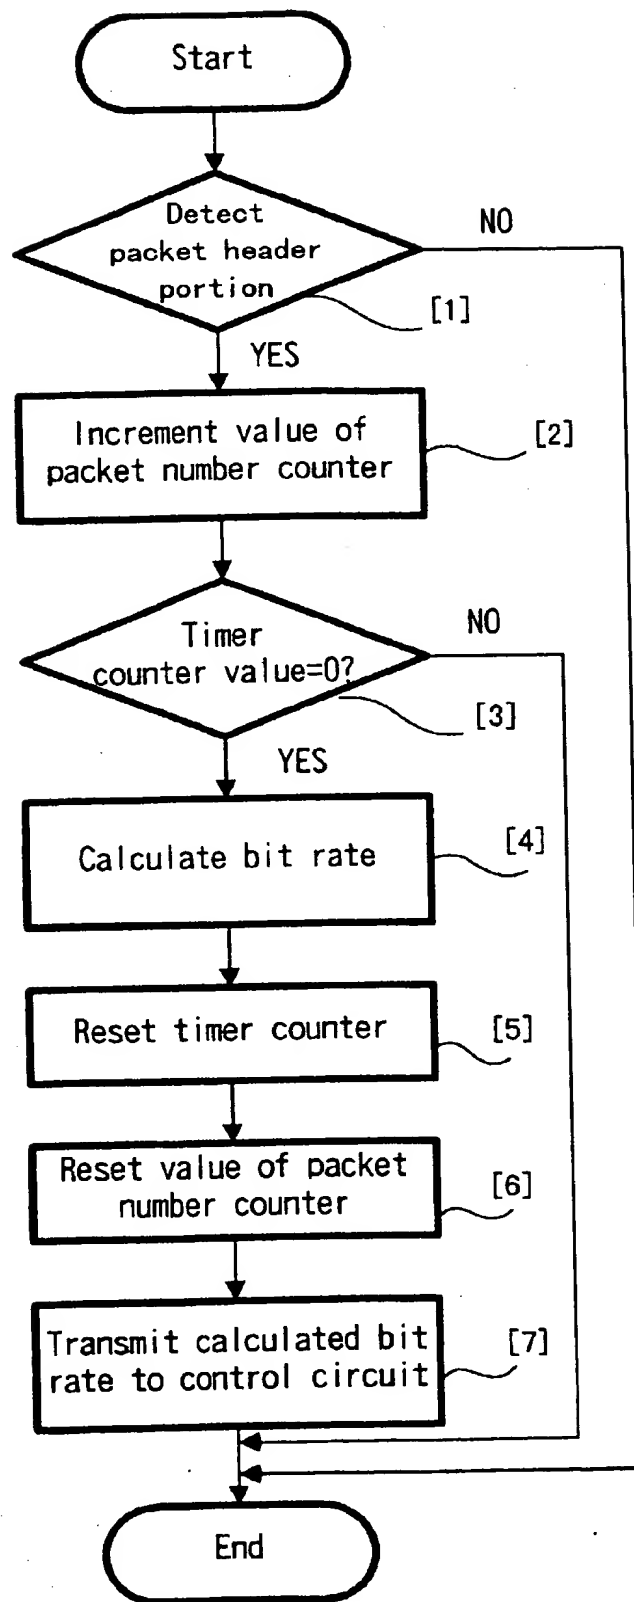 Start
Detect
packet header
portion
NO
[1]
YES
Increment value of
packet number counter
[2]
Timer
counter value=0?
NO
[3]
YES
Calculate bit rate
[4]
Reset timer counter
[5]
Reset value of packet
number counter
[6]
Transmit calculated bit
rate to control circuit
[7]
End